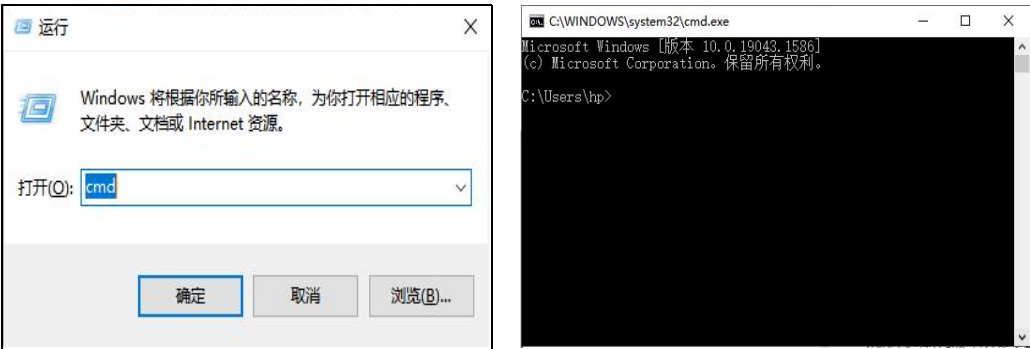 运行
Windows 将根据你所输入的名称，为你打开相应的程序、
文件夹、文档或 Internet 资源。
打开(O): cmd
确定 取消 浏览(B)...
C:\WINDOWS\system32\cmd.exe
Microsoft Windows [版本 10.0.19043.1586]
(c) Microsoft Corporation。保留所有权利。
C:\Users\hp>